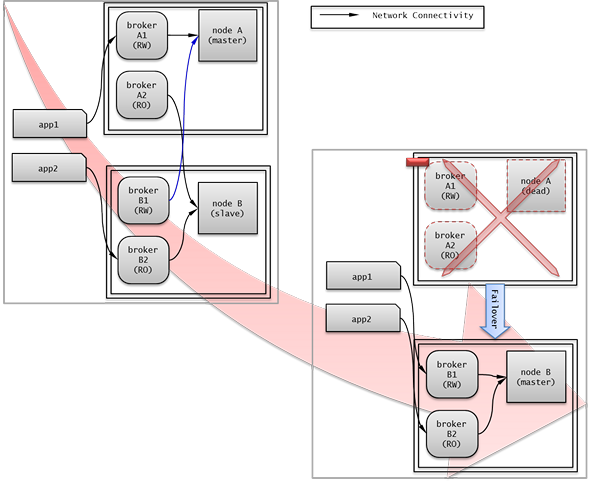 Network Connectivity
broker
A1
(RW)
node A
(master)
broker
A2
(RO)
app1
app2
broker
B1
(RW)
node B
(slave)
broker
B2
(RO)
broker
A1
(RW)
node A
(dead)
broker
A2
(RO)
app1
app2
Failover
broker
B1
(RW)
node B
(master)
broker
B2
(RO)